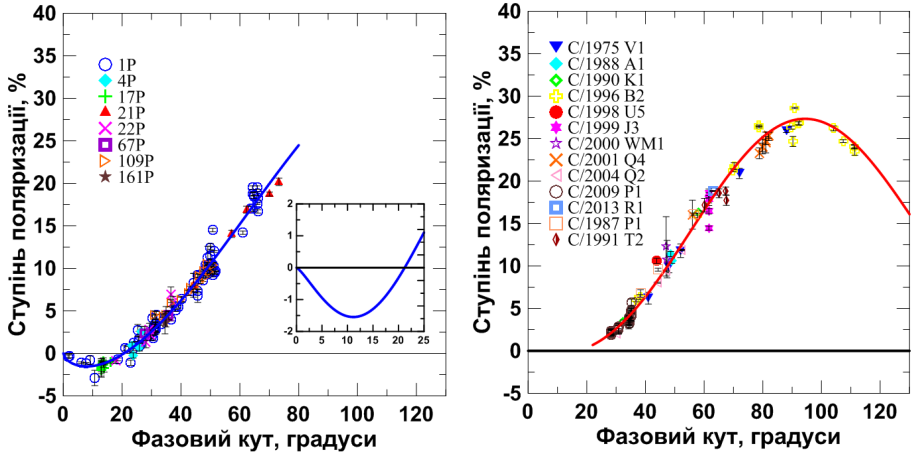 Ступінь поляризації, %
40
35
30
25
20
15
10
5
0
-5
1P
4P
17P
21P
22P
67P
109P
161P
2
1
0
-1
-2
0 5 10 15 20 25
0 20 40 60 80 100 120
Фазовий кут, градуси
Ступінь поляризації, %
40
35
30
25
20
15
10
5
0
-5
C/1975 V1
C/1988 A1
C/1990 K1
C/1996 B2
C/1998 U5
C/1999 J3
C/2000 WM1
C/2001 Q4
C/2004 Q2
C/2009 P1
C/2013 R1
C/1987 P1
C/1991 T2
0 20 40 60 80 100 120
Фазовий кут, градуси